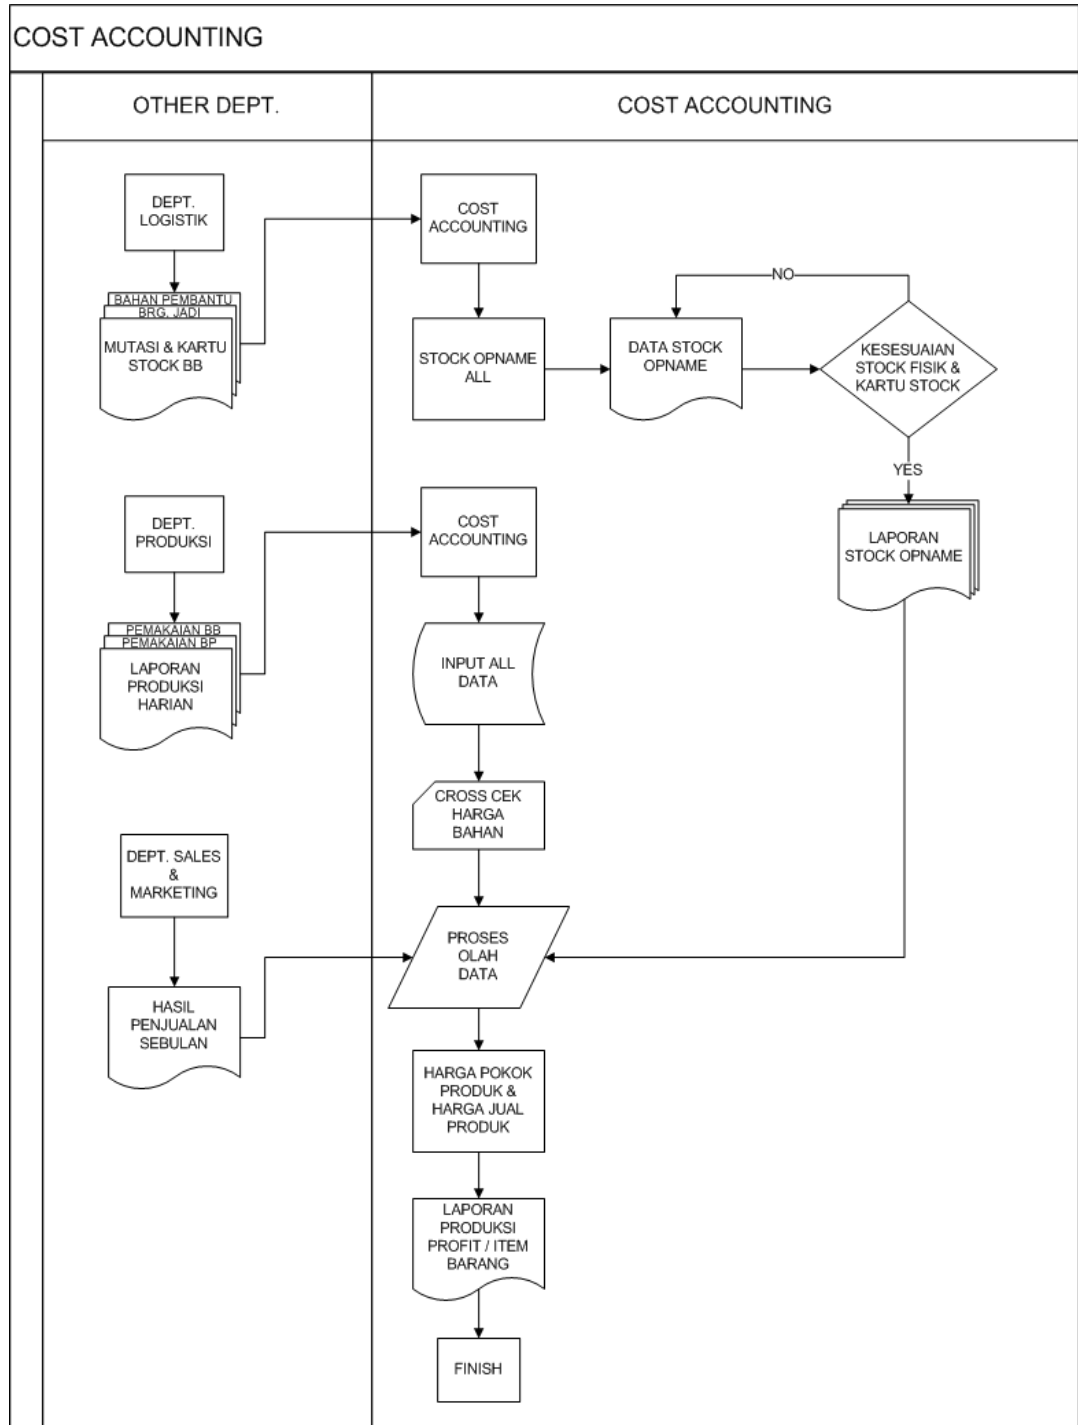 COST ACCOUNTING
OTHER DEPT.
COST ACCOUNTING
DEPT.
LOGISTIK
BAHAN PEMBANTU
BRG. JADI
MUTASI & KARTU
STOCK BB
COST
ACCOUNTING
STOCK OPNAME
ALL
DATA STOCK
OPNAME
NO
KESESUAIAN
STOCK FISIK &
KARTU STOCK
YES
LAPORAN
STOCK OPNAME
DEPT.
PRODUKSI
PEMAKAIAN BB
PEMAKAIAN BP
LAPORAN
PRODUKSI
HARIAN
COST
ACCOUNTING
INPUT ALL
DATA
CROSS CEK
HARGA
BAHAN
DEPT. SALES
&
MARKETING
HASIL
PENJUALAN
SEBULAN
PROSES
OLAH
DATA
HARGA POKOK
PRODUK &
HARGA JUAL
PRODUK
LAPORAN
PRODUKSI
PROFIT / ITEM
BARANG
FINISH